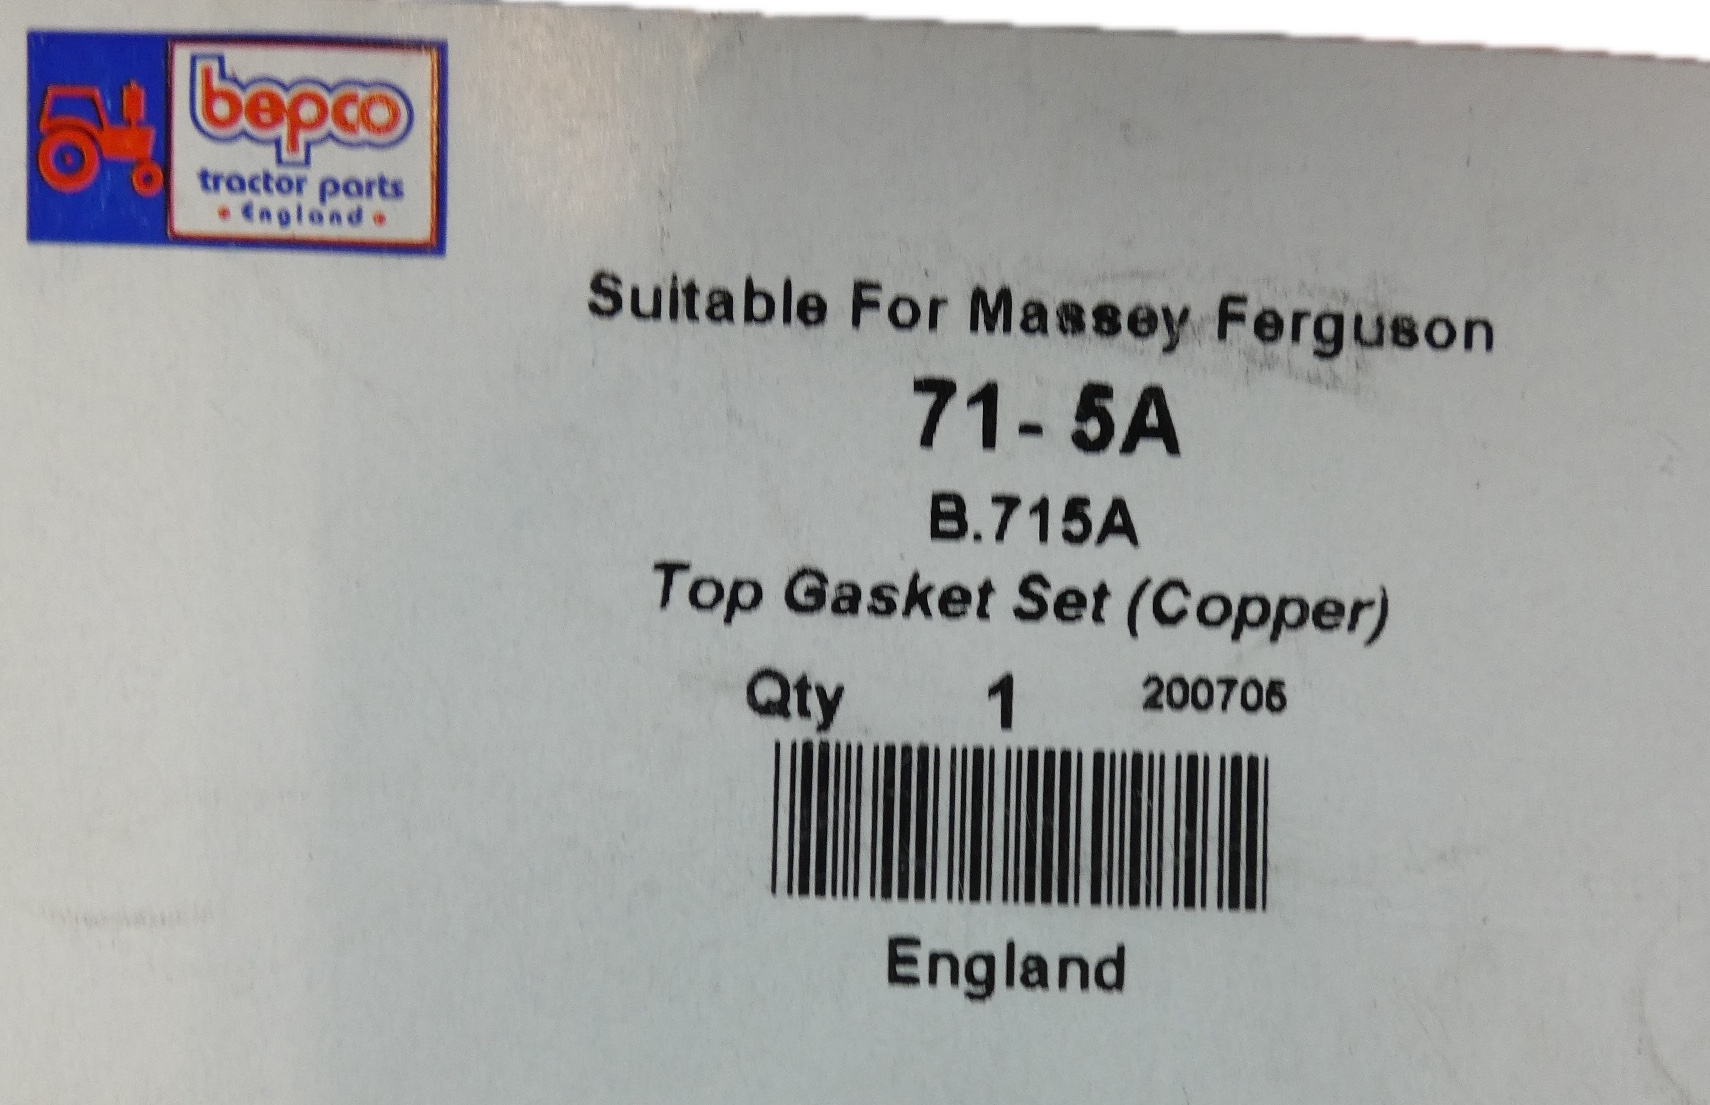 bepco
tractor parts
• England •
Suitable For Massey Ferguson
71- 5A
B.715A
Top Gasket Set (Copper)
Qty 1 200706
England